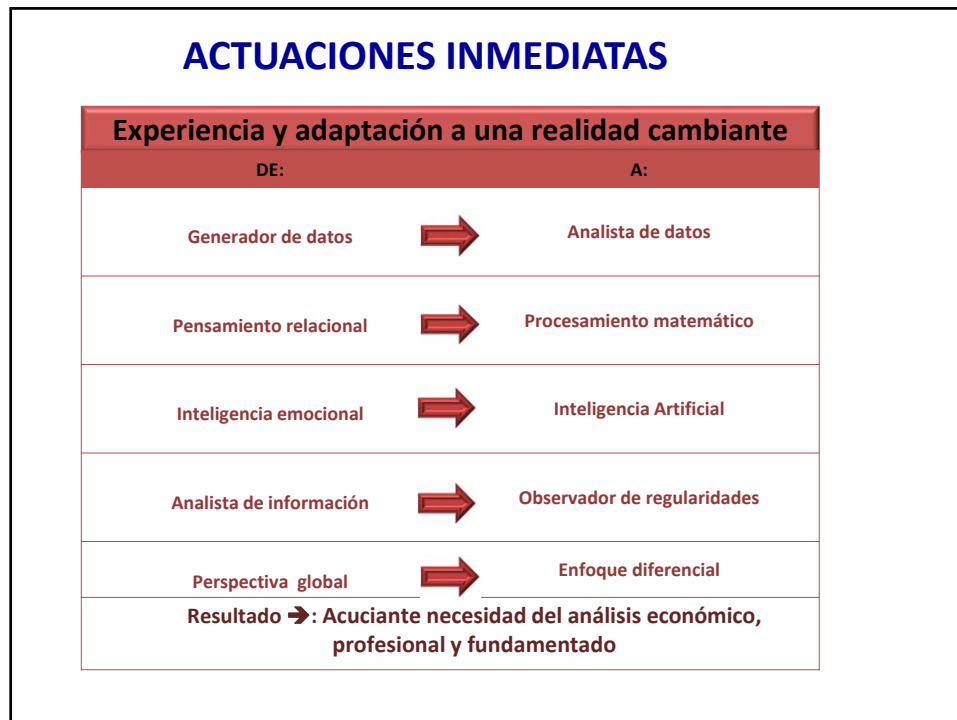 ACTUACIONES INMEDIATAS
Experiencia y adaptación a una realidad cambiante
DE: A:
Generador de datos Analista de datos
Pensamiento relacional Procesamiento matemático
Inteligencia emocional Inteligencia Artificial
Analista de información Observador de regularidades
Perspectiva global Enfoque diferencial
Resultado ➔: Acuciante necesidad del análisis económico,
profesional y fundamentado